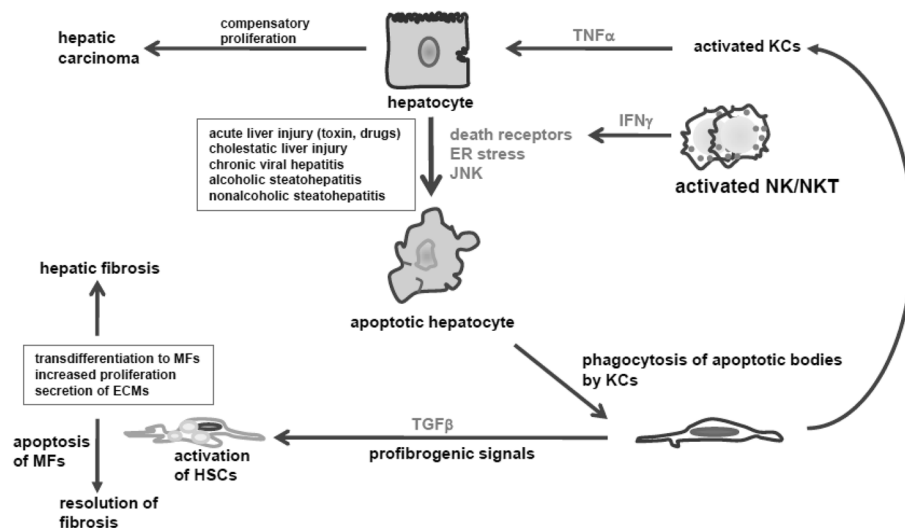 hepatic
carcinoma
compensatory
proliferation
hepatocyte
TNFα
activated KCs
acute liver injury (toxin, drugs)
cholestatic liver injury
chronic viral hepatitis
alcoholic steatohepatitis
nonalcoholic steatohepatitis
death receptors
ER stress
JNK
IFNγ
activated NK/NKT
hepatic fibrosis
apoptotic hepatocyte
transdifferentiation to MFs
increased proliferation
secretion of ECMs
phagocytosis of apoptotic bodies
by KCs
apoptosis
of MFs
activation
of HSCs
TGFβ
profibrogenic signals
resolution of
fibrosis